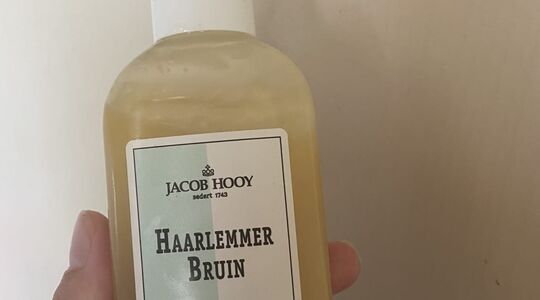 JACOB HOOY
sedert 1743
HAARLEMMER
BRUIN